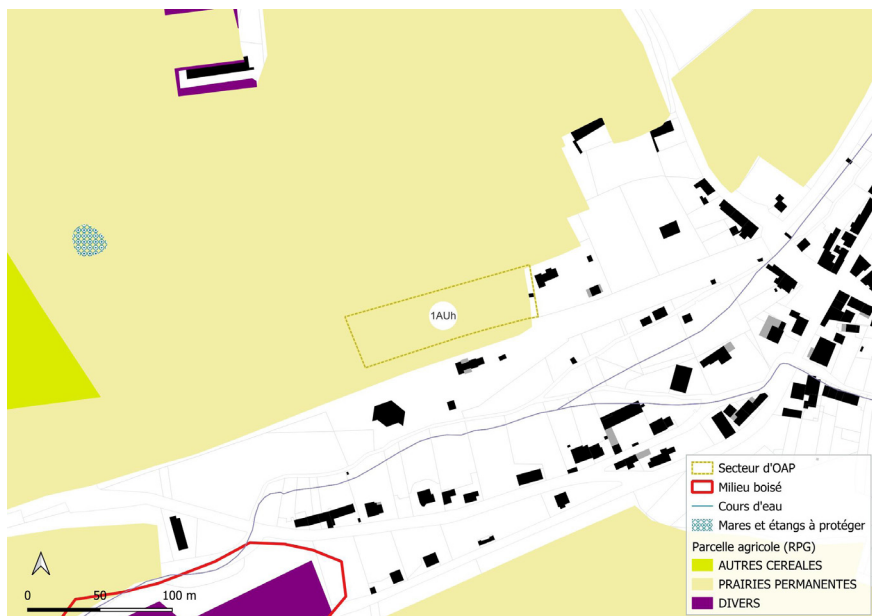 1AUh
Secteur d'OAP
Milieu boisé
Cours d'eau
Mares et étangs à protéger
Parcelle agricole (RPG)
AUTRES CEREALES
PRAIRIES PERMANENTES
DIVERS
0 50 100 m